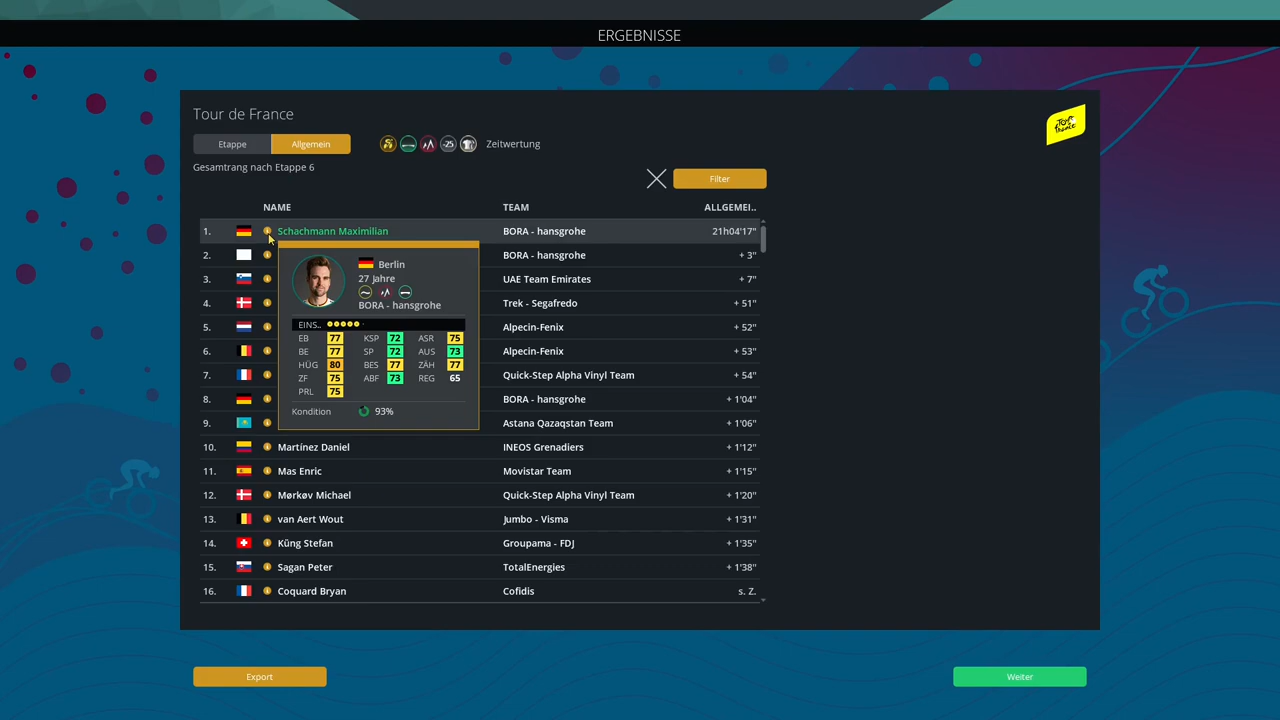 ERGEBNISSE
Tour de France
Etappe Allgemein Zeitwertung
-25
Gesamtrang nach Etappe 6
Filter
NAME TEAM ALLGEMEI..
1. Schachmann Maximilian BORA - hansgrohe 21h04'17"
2. BORA - hansgrohe + 3"
3. UAE Team Emirates + 7"
4. Trek - Segafredo + 51"
5. Alpecin-Fenix + 52"
6. Alpecin-Fenix + 53"
7. Quick-Step Alpha Vinyl Team + 54"
8. BORA - hansgrohe + 1'04"
9. Astana Qazaqstan Team + 1'06"
10. Martínez Daniel INEOS Grenadiers + 1'12"
11. Mas Enric Movistar Team + 1'15"
12. Mørkøv Michael Quick-Step Alpha Vinyl Team + 1'20"
13. van Aert Wout Jumbo - Visma + 1'31"
14. Küng Stefan Groupama - FDJ + 1'35"
15. Sagan Peter TotalEnergies + 1'38"
16. Coquard Bryan Cofidis s. Z.
Berlin
27 Jahre
BORA - hansgrohe
EINS..
EB 77 KSP 72 ASR 75
BE 77 SP 72 AUS 73
HÜG 80 BES 77 ZÄH 77
ZF 75 ABF 73 REG 65
PRL 75
Kondition 93%
Tour de France
Export Weiter